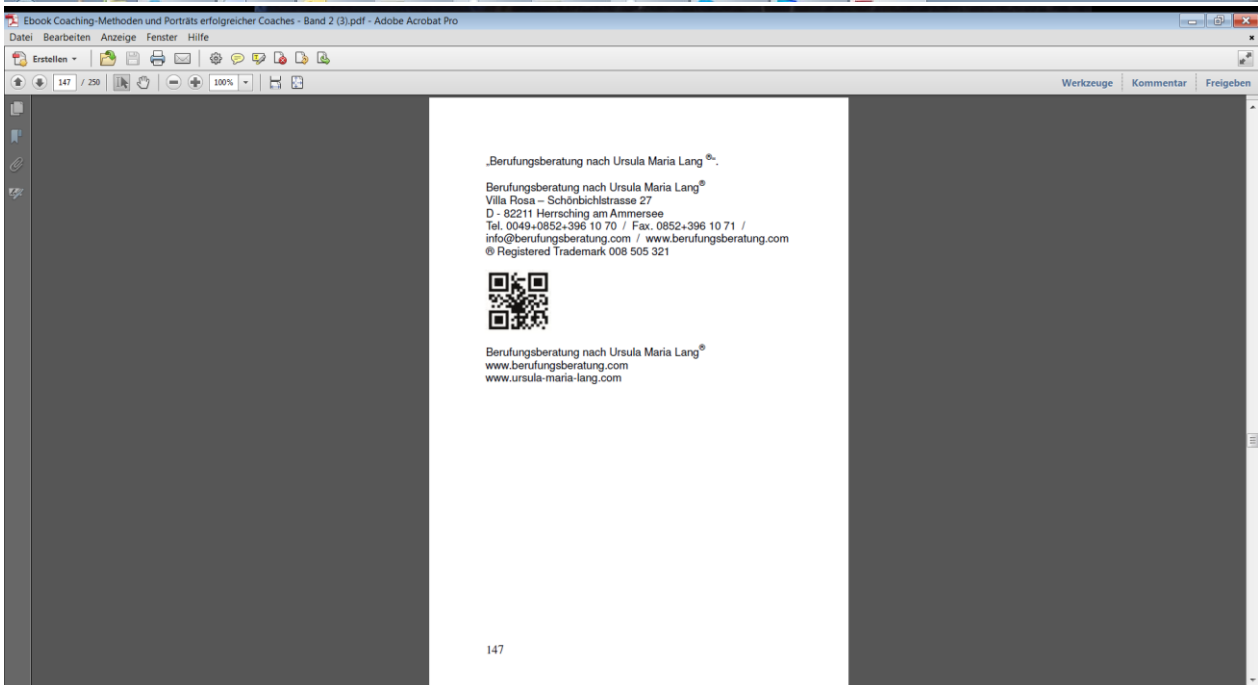 Ebook Coaching-Methoden und Porträts erfolgreicher Coaches - Band 2 (3).pdf - Adobe Acrobat Pro
Datei Bearbeiten Anzeige Fenster Hilfe
Erstellen
147 / 250 100% Werkzeuge Kommentar Freigeben
„Berufungsberatung nach Ursula Maria Lang ®“.
Berufungsberatung nach Ursula Maria Lang®
Villa Rosa – Schönbichlstrasse 27
D - 82211 Herrsching am Ammersee
Tel. 0049+0852+396 10 70 / Fax. 0852+396 10 71 /
info@berufungsberatung.com / www.berufungsberatung.com
® Registered Trademark 008 505 321
Berufungsberatung nach Ursula Maria Lang®
www.berufungsberatung.com
www.ursula-maria-lang.com
147